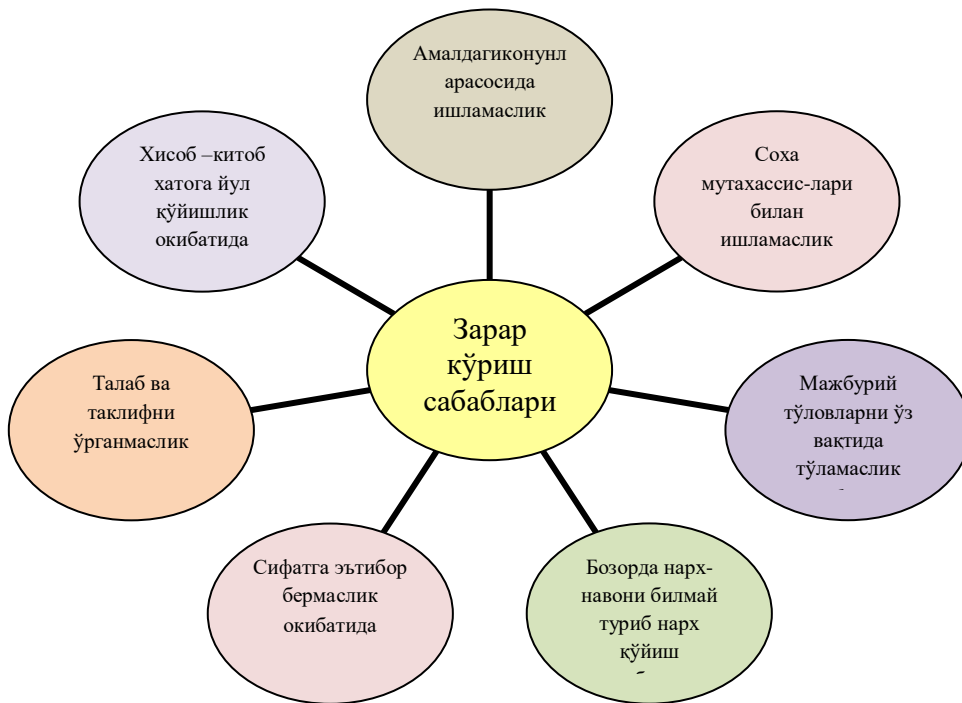 Амалдагиконунл
арасосида
ишламаслик
Хисоб –китоб
хатога йул
қўйишлик
окибатида
Соха
мутахассис-лари
билан
ишламаслик
Зарар
кўриш
сабаблари
Талаб ва
таклифни
ўрганмаслик
Мажбурий
тўловларни ўз
вақтида
тўламаслик
Сифатга эътибор
бермаслик
окибатида
Бозорда нарх-
навони билмай
туриб нарх
қўйиш